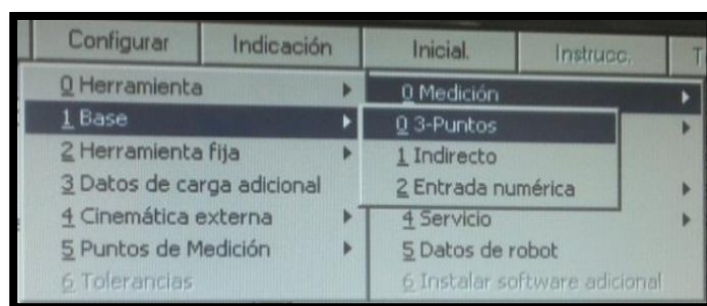 Configurar Indicación Inicial. Instrucc.
0 Herramienta
1 Base
2 Herramienta fija
3 Datos de carga adicional
4 Cinemática externa
5 Puntos de Medición
6 Tolerancias
0 Medición
0 3-Puntos
1 Indirecto
2 Entrada numérica
4 Servicio
5 Datos de robot
6 Instalar software adicional